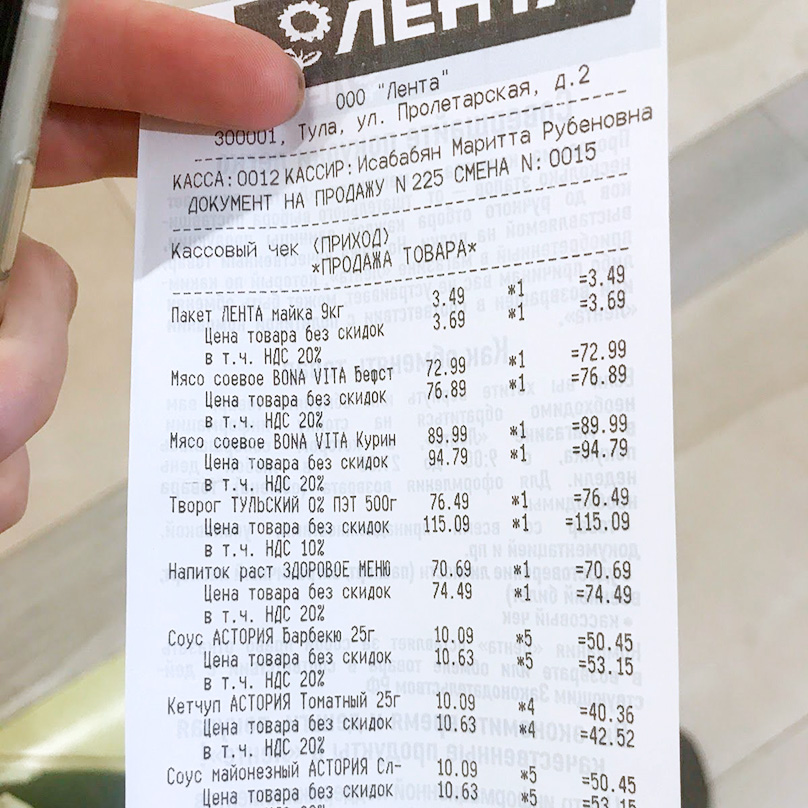 ЛЕНТА
ООО "Лента"
300001, Тула, ул. Пролетарская, д.2
КАССА:0012 КАССИР: Исабабян Маритта Рубеновна
ДОКУМЕНТ НА ПРОДАЖУ N 225 СМЕНА N: 0015
Кассовый чек (ПРИХОД)
*ПРОДАЖА ТОВАРА*
Пакет ЛЕНТА майка 9кг 3.49 *1 =3.49
Цена товара без скидок 3.69 *1 =3.69
в т.ч. НДС 20%
Мясо соевое BONA VITA Бефст 72.99 *1 =72.99
Цена товара без скидок 76.89 *1 =76.89
в т.ч. НДС 20%
Мясо соевое BONA VITA Курин 89.99 *1 =89.99
Цена товара без скидок 94.79 *1 =94.79
в т.ч. НДС 20%
Творог ТУЛЬСКИЙ 0% ПЭТ 500г 76.49 *1 =76.49
Цена товара без скидок 115.09 *1 =115.09
в т.ч. НДС 10%
Напиток раст ЗДОРОВОЕ МЕНЮ 70.69 *1 =70.69
Цена товара без скидок 74.49 *1 =74.49
в т.ч. НДС 20%
Соус АСТОРИЯ Барбекю 25г 10.09 *5 =50.45
Цена товара без скидок 10.63 *5 =53.15
в т.ч. НДС 20%
Кетчуп АСТОРИЯ Томатный 25г 10.09 *4 =40.36
Цена товара без скидок 10.63 *4 =42.52
в т.ч. НДС 20%
Соус майонезный АСТОРИЯ Сл- 10.09 *5 =50.45
Цена товара без скидок 10.63 *5 =53.15